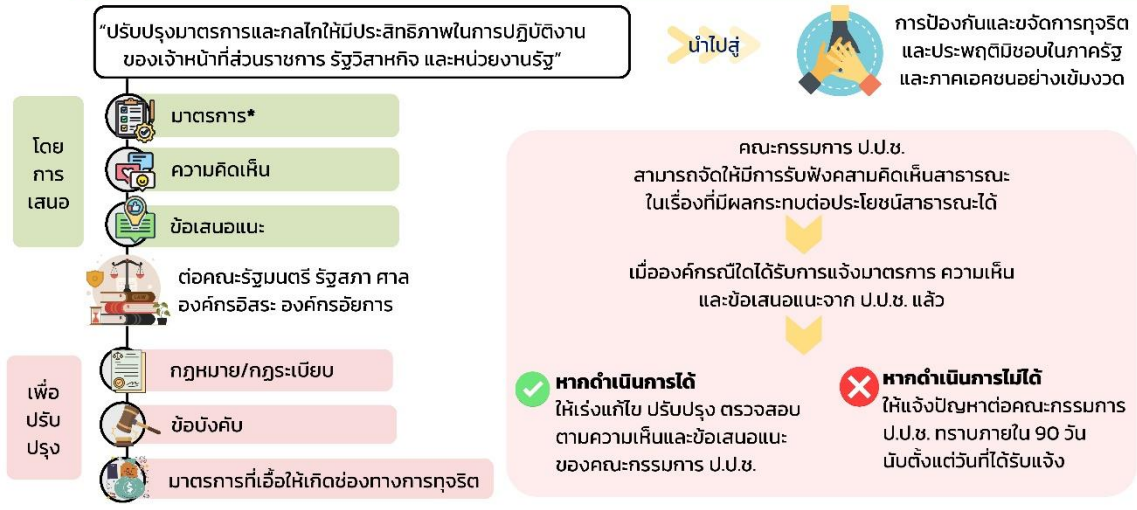 “ปรับปรุงมาตรการและกลไกให้มีประสิทธิภาพในการปฏิบัติงาน
ของเจ้าหน้าที่ส่วนราชการ รัฐวิสาหกิจ และหน่วยงานรัฐ”
นำไปสู่
การป้องกันและขจัดการทุจริต
และประพฤติมิชอบในภาครัฐ
และภาคเอคชนอย่างเข้มงวด
โดย
การ
เสนอ
มาตรการ*
ความคิดเห็น
ข้อเสนอแนะ
ต่อคณะรัฐมนตรี รัฐสภา ศาล
องค์กรอิสระ องค์กรอัยการ
เพื่อ
ปรับ
ปรุง
กฎหมาย/กฎระเบียบ
ข้อบังคับ
มาตรการที่เอื้อให้เกิดช่องทางการทุจริต
คณะกรรมการ ป.ป.ช.
สามารถจัดให้มีการรับฟังคสามคิดเห็นสาธารณะ
ในเรื่องที่มีผลกระทบต่อประโยชน์สาธารณะได้
เมื่อองค์กรณีใดได้รับการแจ้งมาตรการ ความเห็น
และข้อเสนอแนะจาก ป.ป.ช. แล้ว
หากดำเนินการได้
ให้เร่งแก้ไข ปรับปรุง ตรวจสอบ
ตามความเห็นและข้อเสนอแนะ
ของคณะกรรมการ ป.ป.ช.
หากดำเนินการไม่ได้
ให้แจ้งปัญหาต่อคณะกรรมการ
ป.ป.ช. ทราบภายใน 90 วัน
นับตั้งแต่วันที่ได้รับแจ้ง